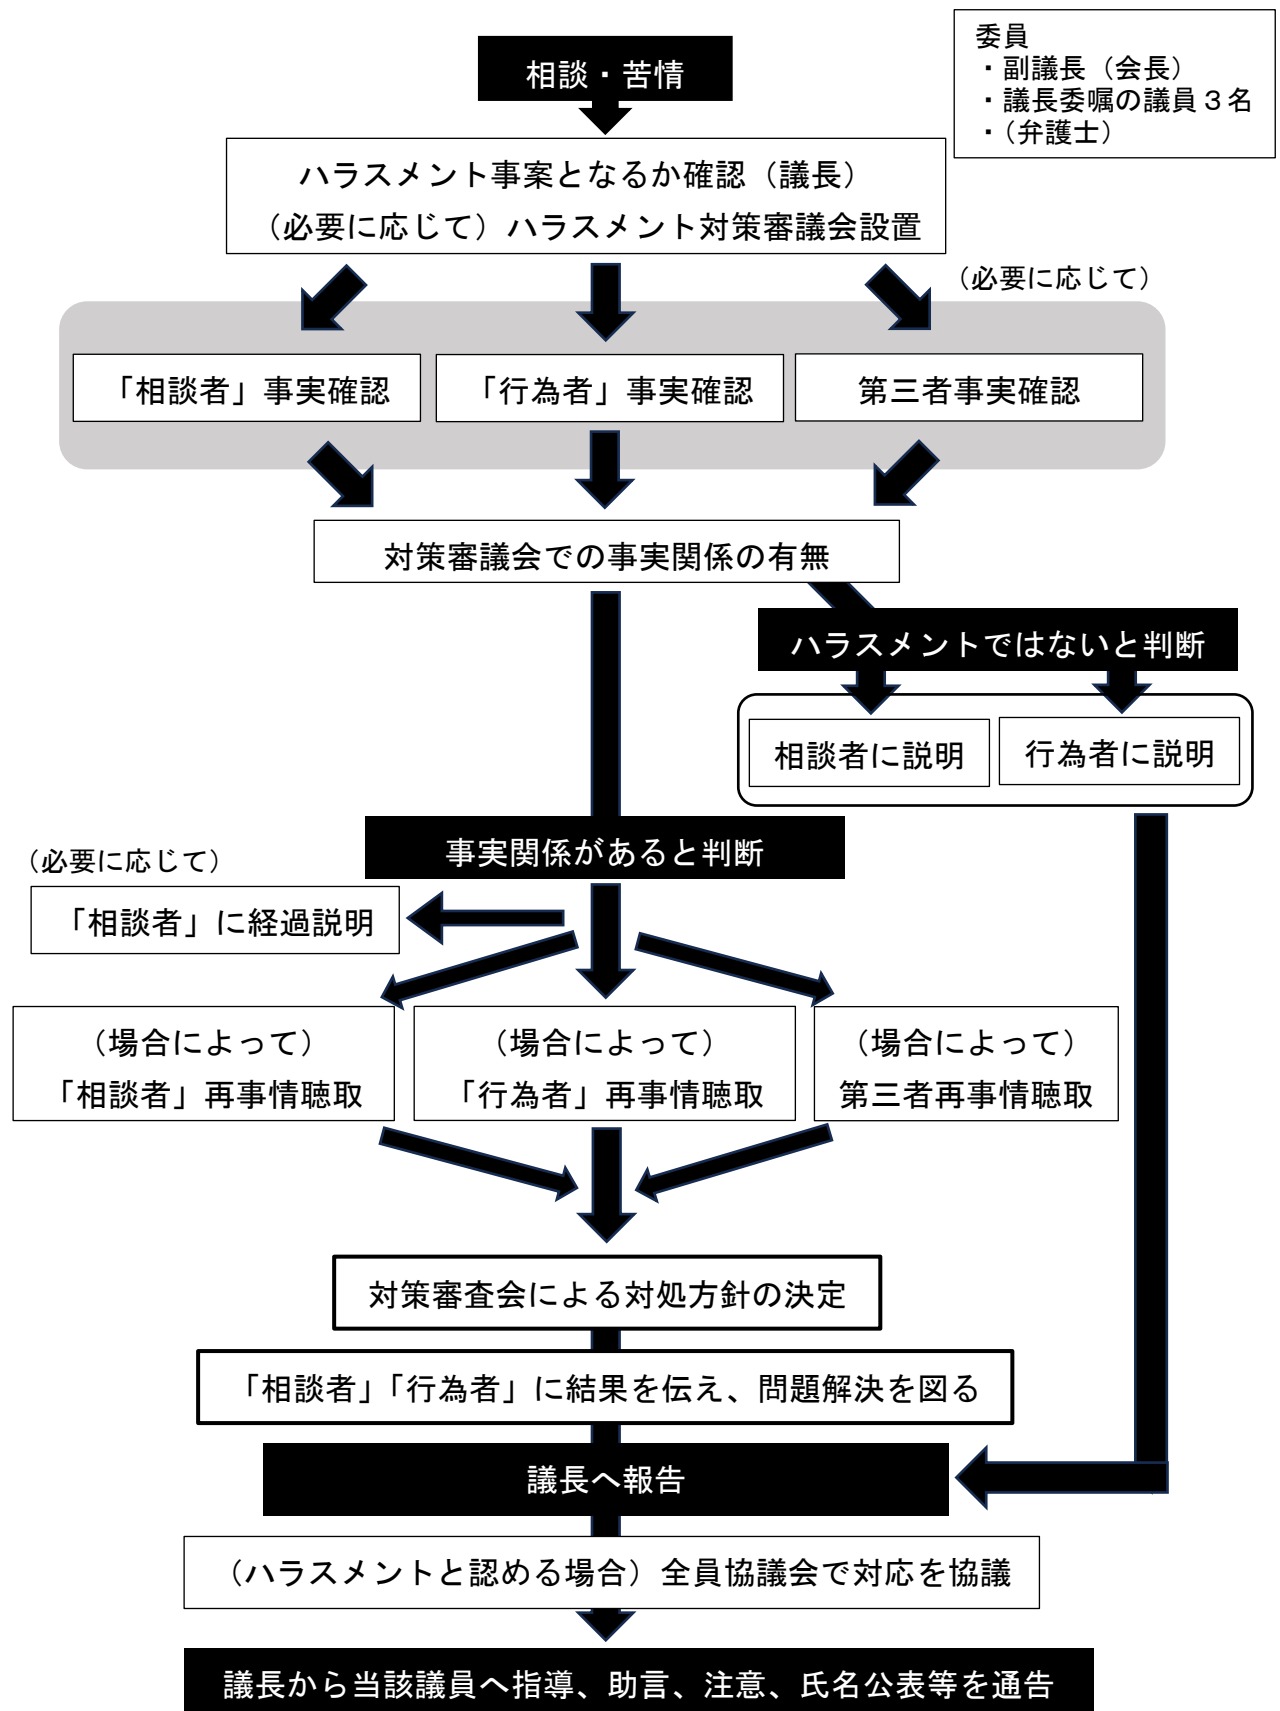 委員
・副議長（会長）
・議長委嘱の議員３名
・（弁護士）
相談・苦情
ハラスメント事案となるか確認（議長）
（必要に応じて）ハラスメント対策審議会設置
（必要に応じて）
「相談者」事実確認
「行為者」事実確認
第三者事実確認
対策審議会での事実関係の有無
ハラスメントではないと判断
相談者に説明
行為者に説明
事実関係があると判断
（必要に応じて）
「相談者」に経過説明
（場合によって）
「相談者」再事情聴取
（場合によって）
「行為者」再事情聴取
（場合によって）
第三者再事情聴取
対策審査会による対処方針の決定
「相談者」「行為者」に結果を伝え、問題解決を図る
議長へ報告
（ハラスメントと認める場合）全員協議会で対応を協議
議長から当該議員へ指導、助言、注意、氏名公表等を通告